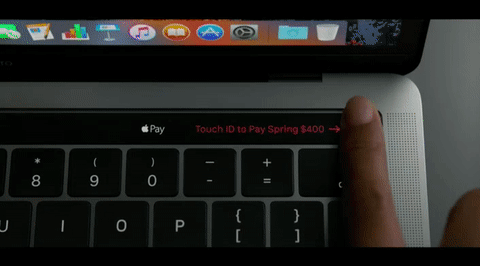 Pay Touch ID to Pay Spring $400 →
* ( ) — +
8 9 0 - =
U I O P { }
[ ]